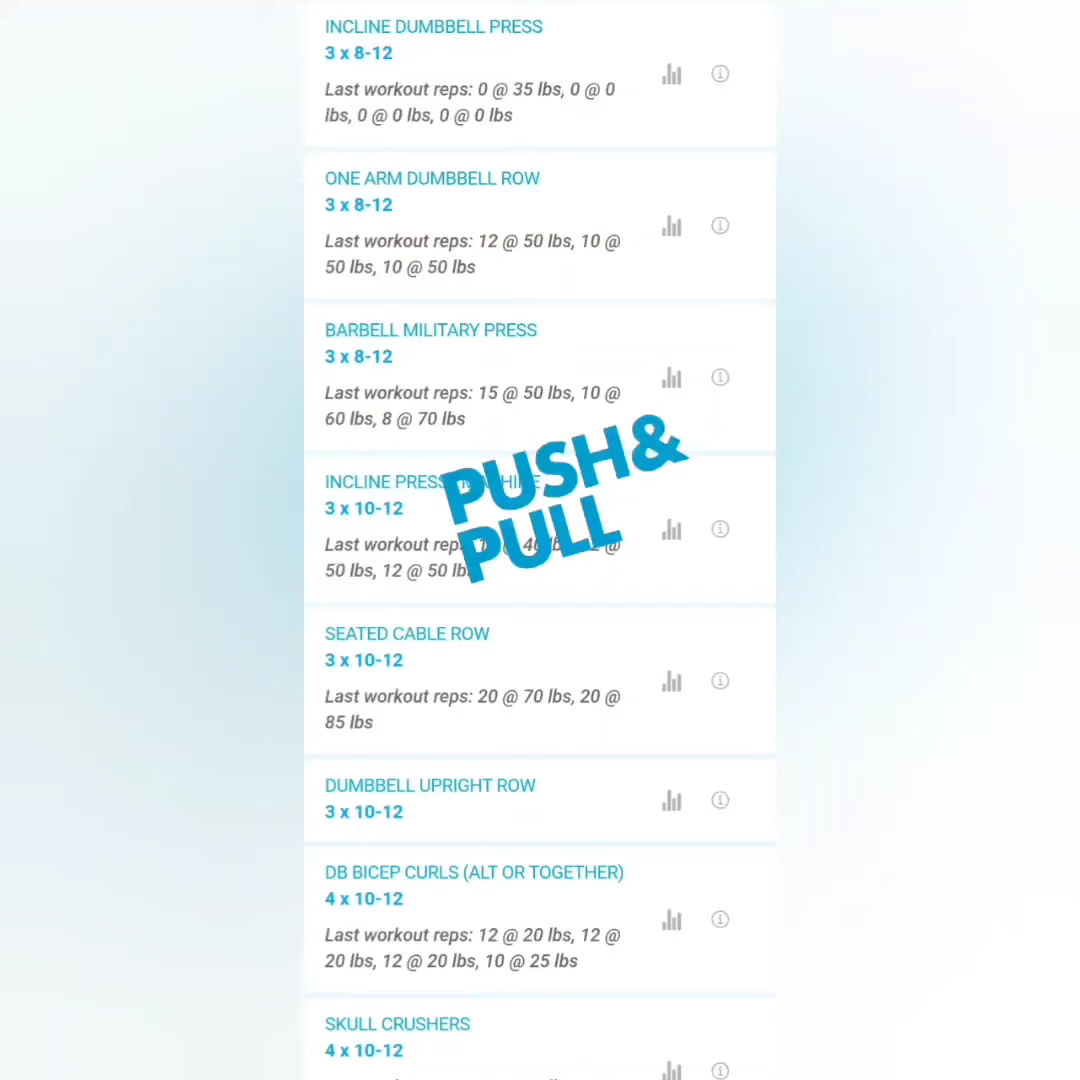 INCLINE DUMBBELL PRESS
3 x 8-12
Last workout reps: 0 @ 35 lbs, 0 @ 0
lbs, 0 @ 0 lbs, 0 @ 0 lbs
ONE ARM DUMBBELL ROW
3 x 8-12
Last workout reps: 12 @ 50 lbs, 10 @
50 lbs, 10 @ 50 lbs
BARBELL MILITARY PRESS
3 x 8-12
Last workout reps: 15 @ 50 lbs, 10 @
60 lbs, 8 @ 70 lbs
PUSH&
PULL
INCLINE PRESS MACHINE
3 x 10-12
Last workout reps: @ 40 lbs, @
50 lbs, 12 @ 50 lbs
SEATED CABLE ROW
3 x 10-12
Last workout reps: 20 @ 70 lbs, 20 @
85 lbs
DUMBBELL UPRIGHT ROW
3 x 10-12
DB BICEP CURLS (ALT OR TOGETHER)
4 x 10-12
Last workout reps: 12 @ 20 lbs, 12 @
20 lbs, 12 @ 20 lbs, 10 @ 25 lbs
SKULL CRUSHERS
4 x 10-12